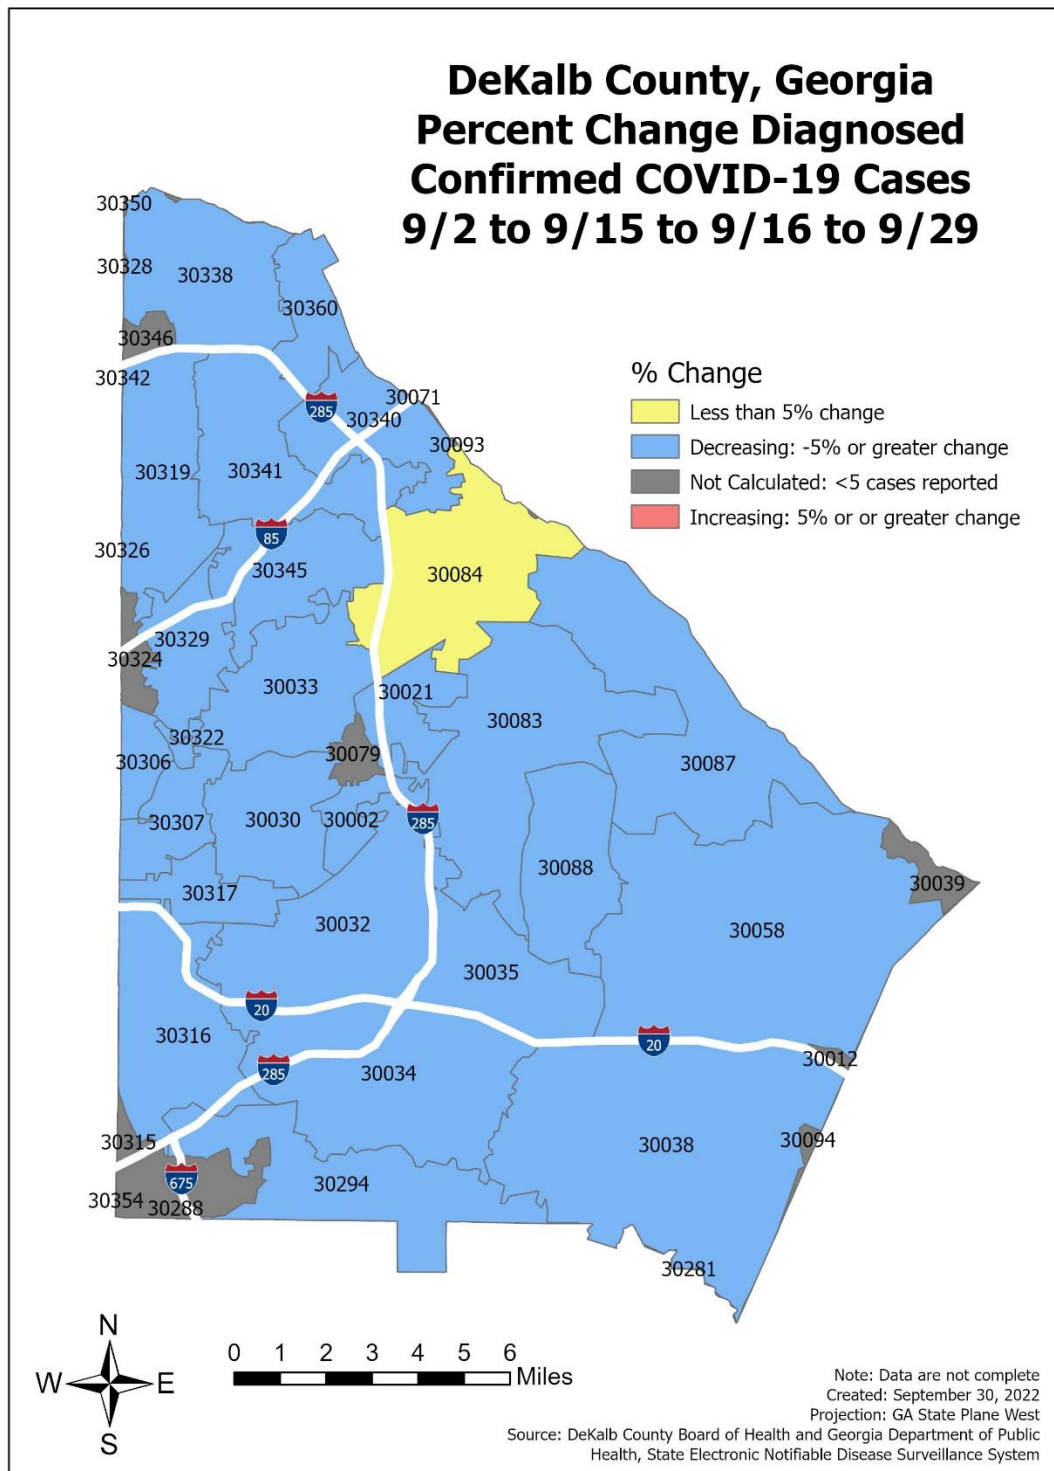 DeKalb County, Georgia
Percent Change Diagnosed
Confirmed COVID-19 Cases
9/2 to 9/15 to 9/16 to 9/29
30350
30328
30338
30360
30346
30342
285
30071
30340
30093
30319
30341
% Change
Less than 5% change
Decreasing: -5% or greater change
Not Calculated: <5 cases reported
Increasing: 5% or or greater change
85
30326
30345
30084
30329
30324
30033
30021
30083
30322
30306
30079
30087
30307
30030
30002
285
30088
30039
30317
30032
30058
30035
20
30316
20
30012
285
30034
30315
30038
30094
675
30294
30354
30288
30281
N
W
E
S
0 1 2 3 4 5 6
Miles
Note: Data are not complete
Created: September 30, 2022
Projection: GA State Plane West
Source: DeKalb County Board of Health and Georgia Department of Public
Health, State Electronic Notifiable Disease Surveillance System